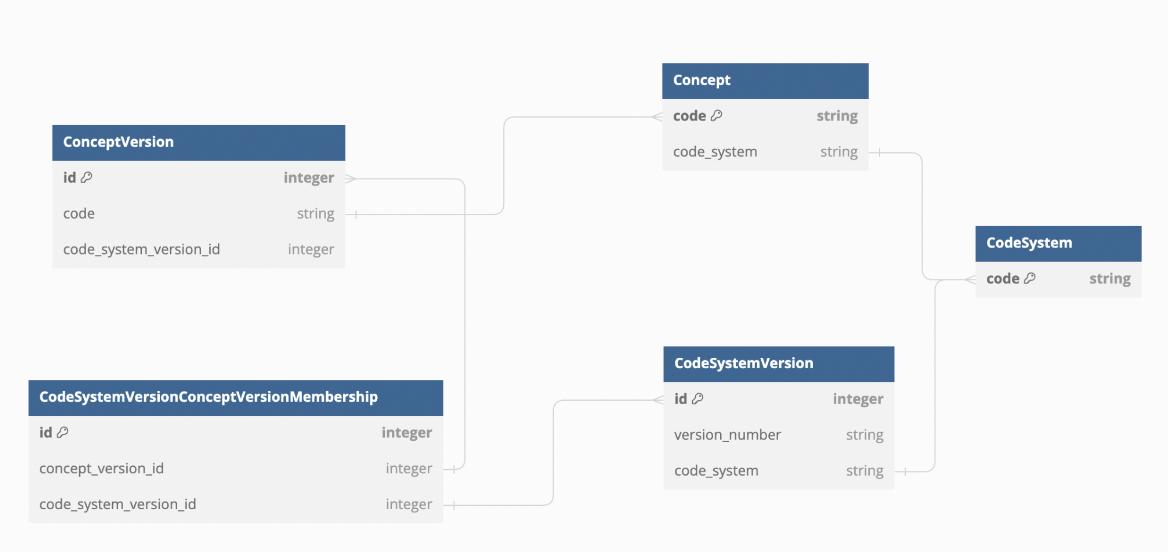 Concept
code string
code_system string
ConceptVersion
id integer
code string
code_system_version_id integer
CodeSystem
code string
CodeSystemVersion
id integer
version_number string
code_system string
CodeSystemVersionConceptVersionMembership
id integer
concept_version_id integer
code_system_version_id integer